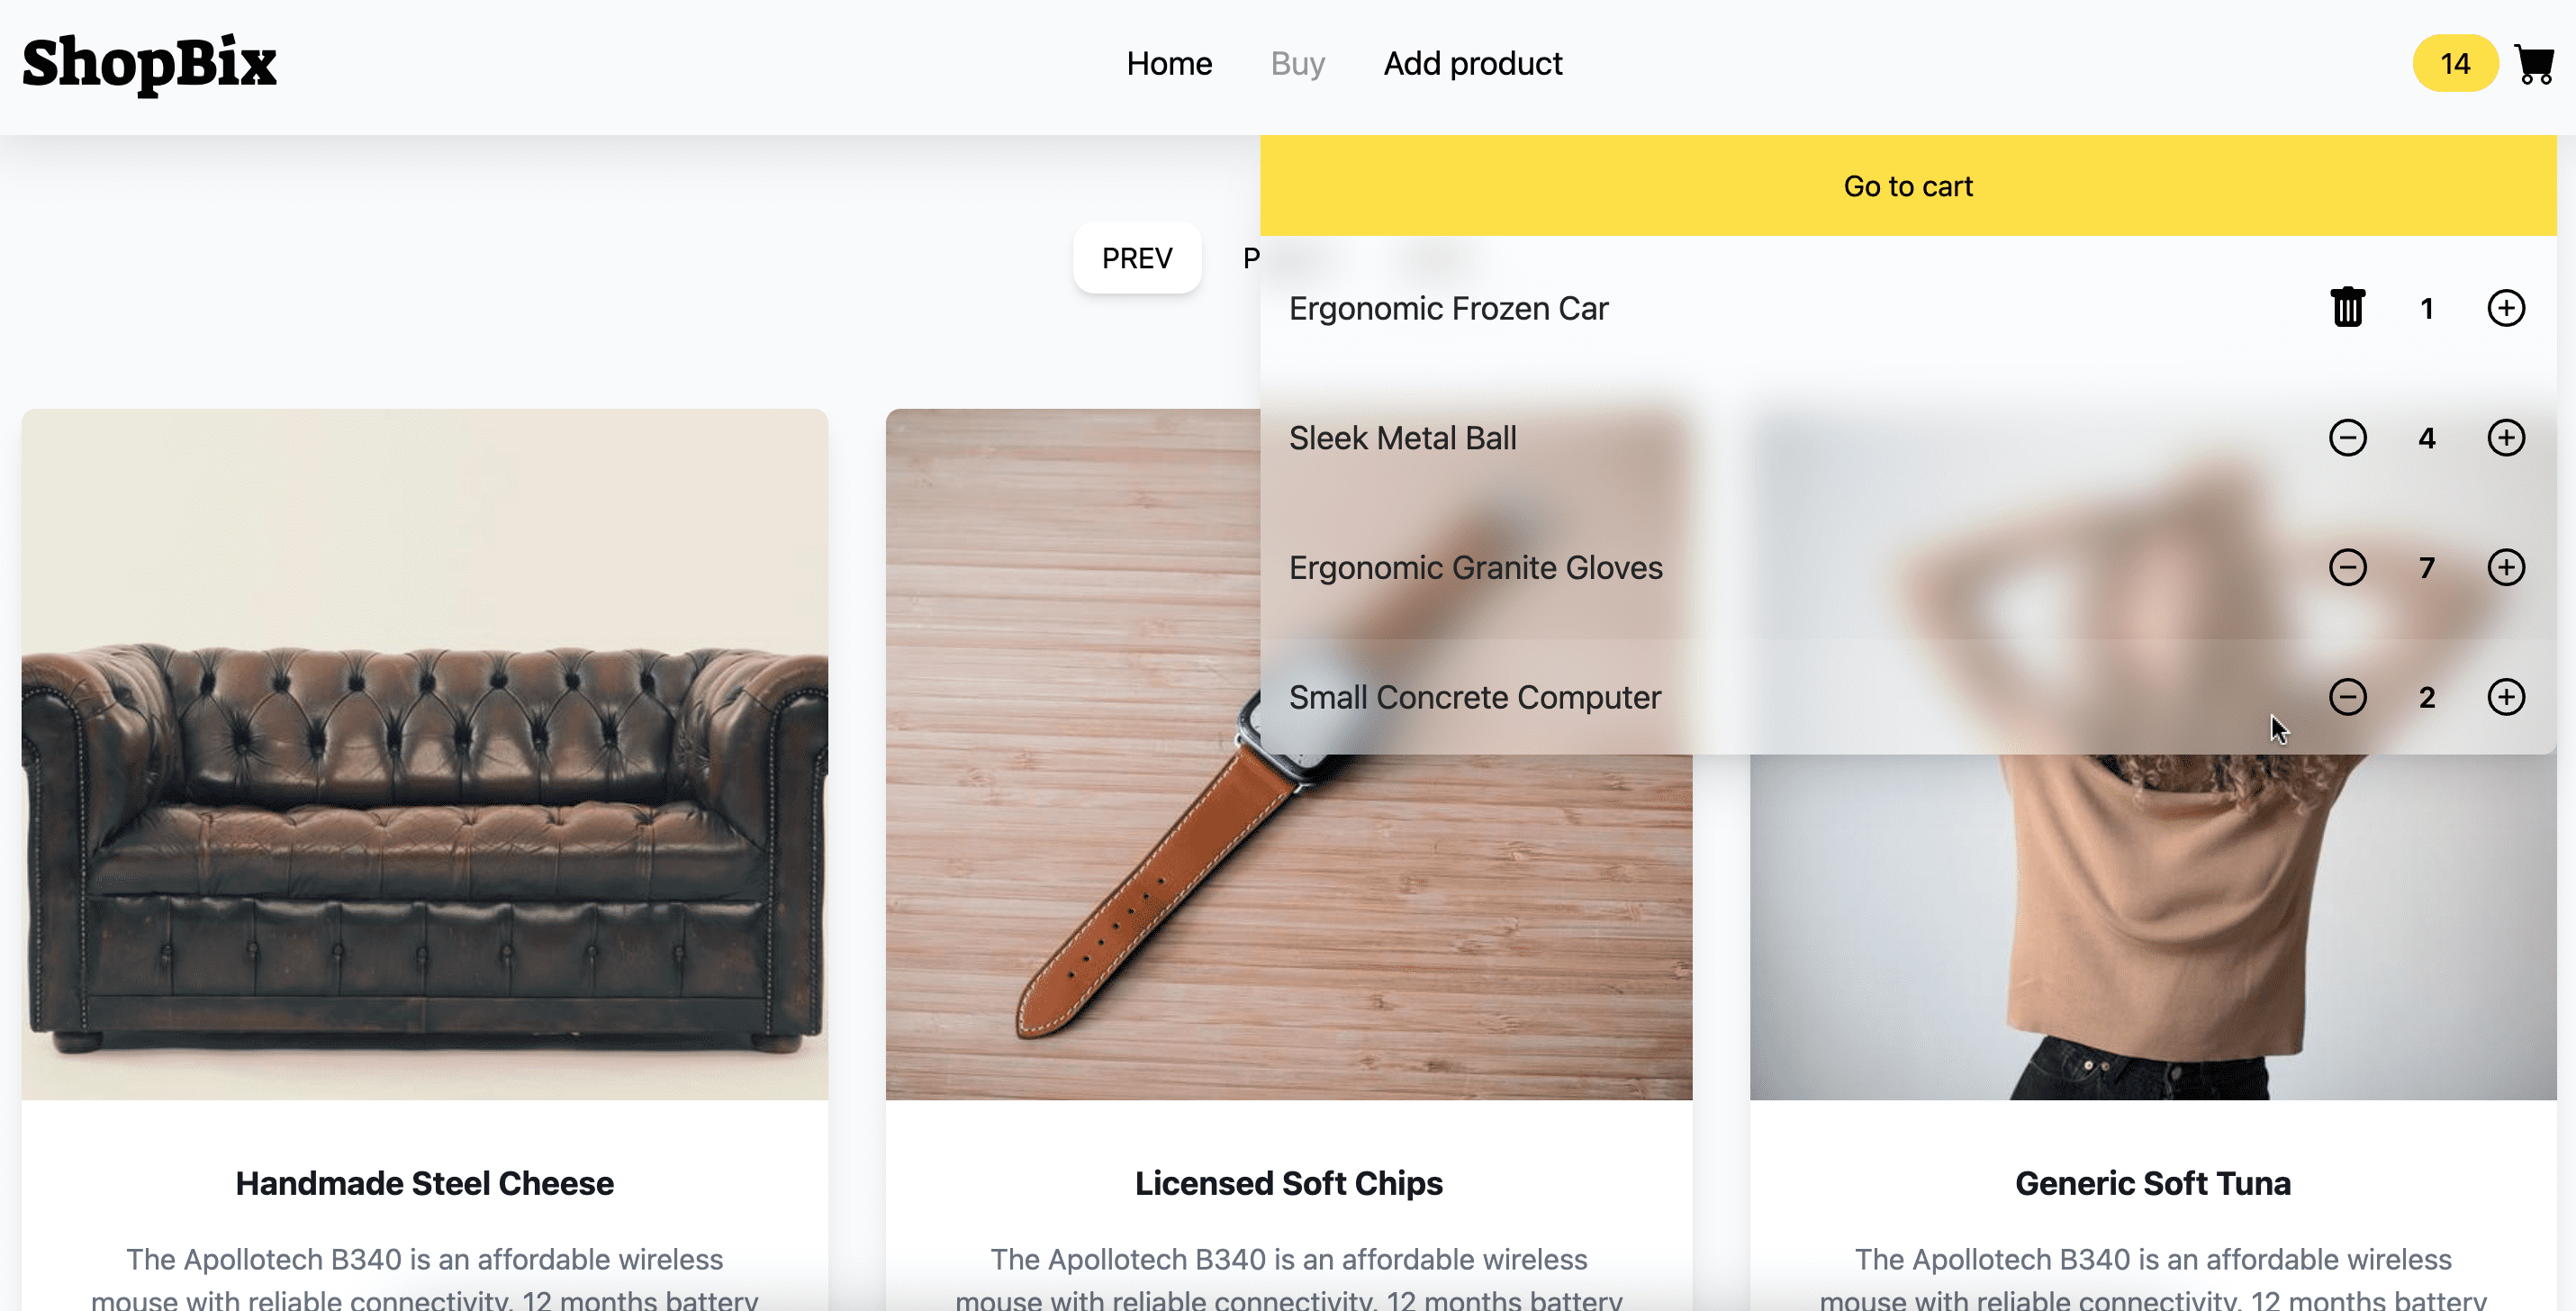 ShopBix
Home Buy Add product
14
Go to cart
PREV P
Ergonomic Frozen Car 1
Sleek Metal Ball 4
Ergonomic Granite Gloves 7
Small Concrete Computer 2
Handmade Steel Cheese
The Apollotech B340 is an affordable wireless
mouse with reliable connectivity, 12 months battery
Licensed Soft Chips
The Apollotech B340 is an affordable wireless
mouse with reliable connectivity, 12 months battery
Generic Soft Tuna
The Apollotech B340 is an affordable wireless
mouse with reliable connectivity, 12 months battery